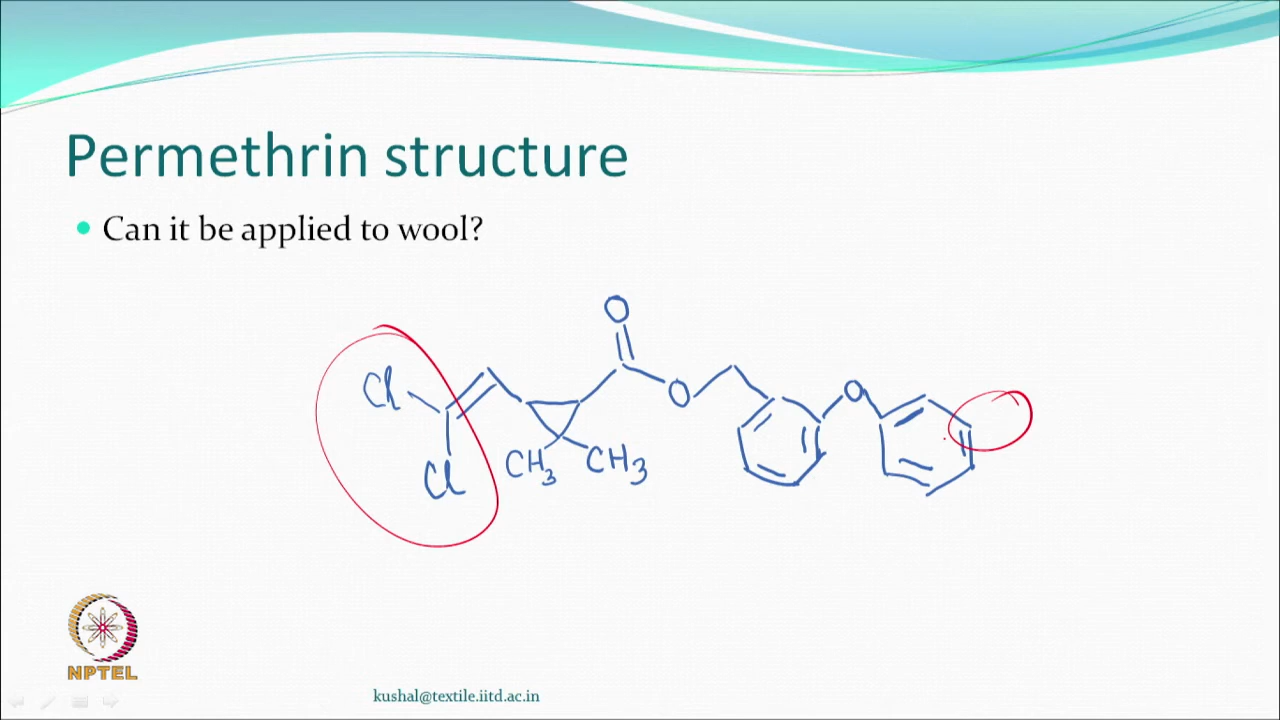 Permethrin structure
Can it be applied to wool?
O
Cl
O
O
CH3
CH3
Cl
NPTEL
kushal@textile.iitd.ac.in